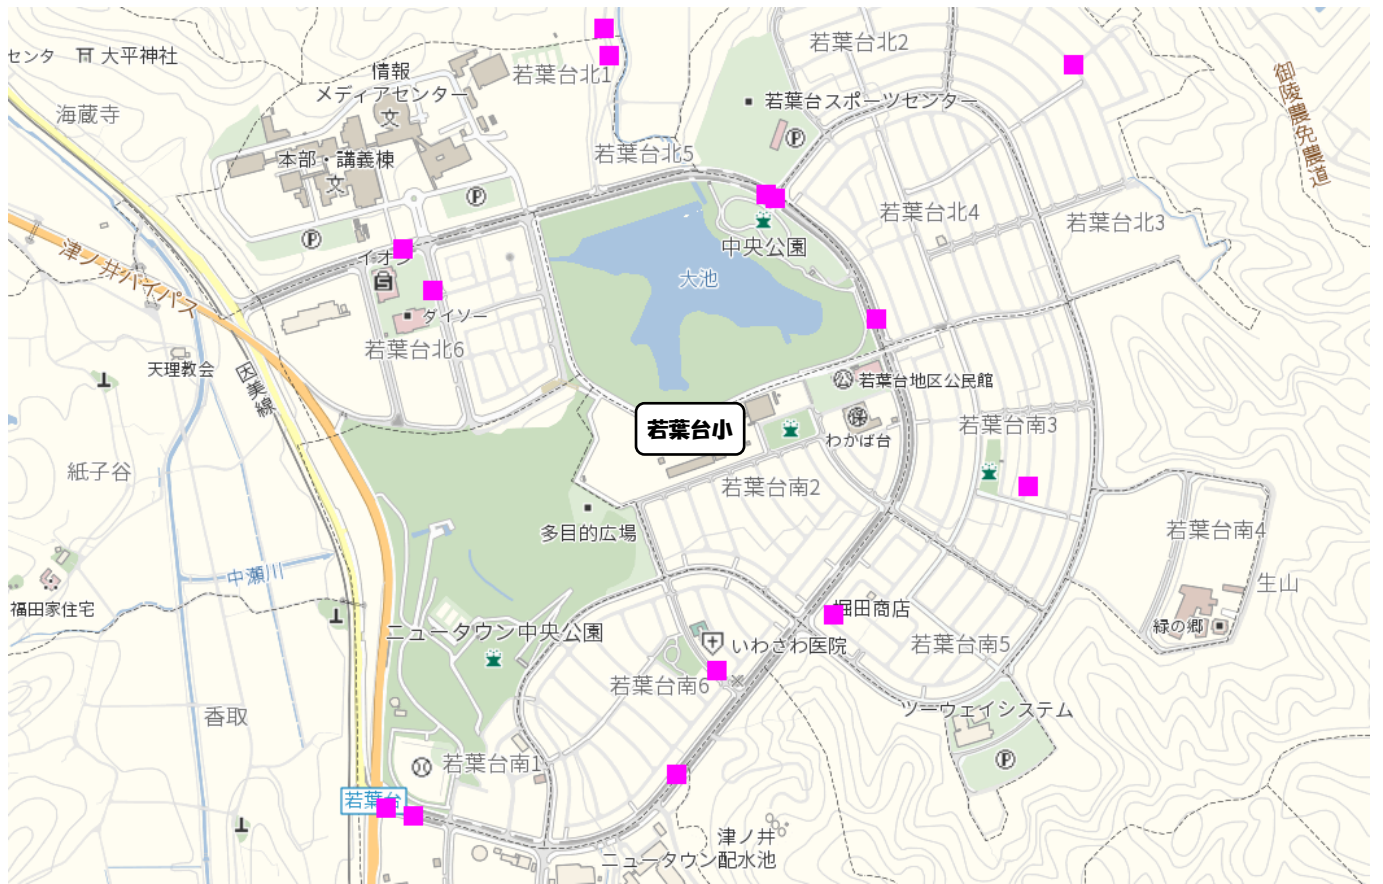 若葉台北2
センタ
大平神社
情報
メディアセンター
若葉台北1
御陵農免農道
若葉台スポーツセンター
海蔵寺
文
P
本部・講義棟
文
若葉台北5
P
若葉台北4
若葉台北3
P
中央公園
津ノ井バイパス
イオン
大池
S
ダイソー
若葉台北6
天理教会
因美線
若葉台地区公民館
若葉台小
保
わかば台
若葉台南3
紙子谷
若葉台南2
多目的広場
若葉台南4
中瀬川
生山
福田家住宅
堀田商店
緑の郷
ニュータウン中央公園
いわさわ医院
若葉台南5
若葉台南6
香取
ツーウェイシステム
若葉台南1
P
若葉台
津ノ井
ニュータウン配水池